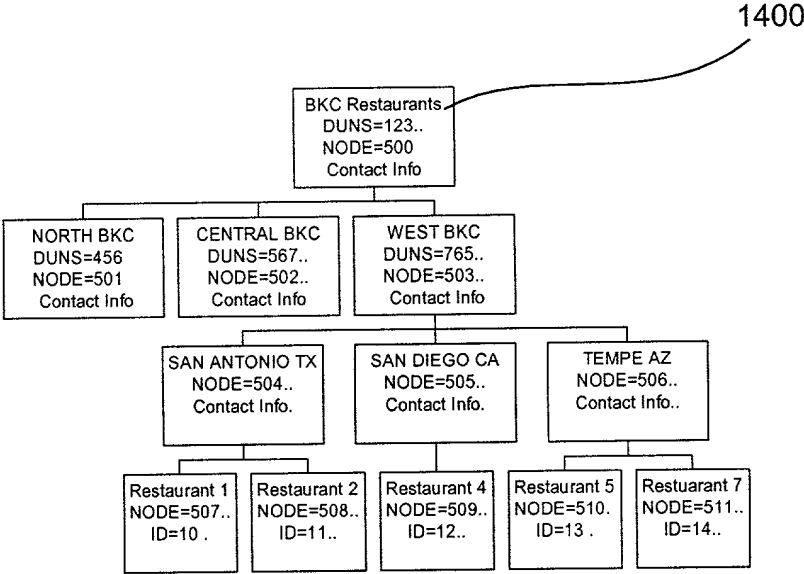 1400
BKC Restaurants
DUNS=123..
NODE=500
Contact Info
NORTH BKC
DUNS=456
NODE=501
Contact Info
CENTRAL BKC
DUNS=567..
NODE=502..
Contact Info
WEST BKC
DUNS=765..
NODE=503..
Contact Info
SAN ANTONIO TX
NODE=504..
Contact Info.
SAN DIEGO CA
NODE=505..
Contact Info.
TEMPE AZ
NODE=506..
Contact Info..
Restaurant 1
NODE=507..
ID=10 .
Restaurant 2
NODE=508..
ID=11..
Restaurant 4
NODE=509..
ID=12..
Restaurant 5
NODE=510.
ID=13 .
Restuarant 7
NODE=511..
ID=14..